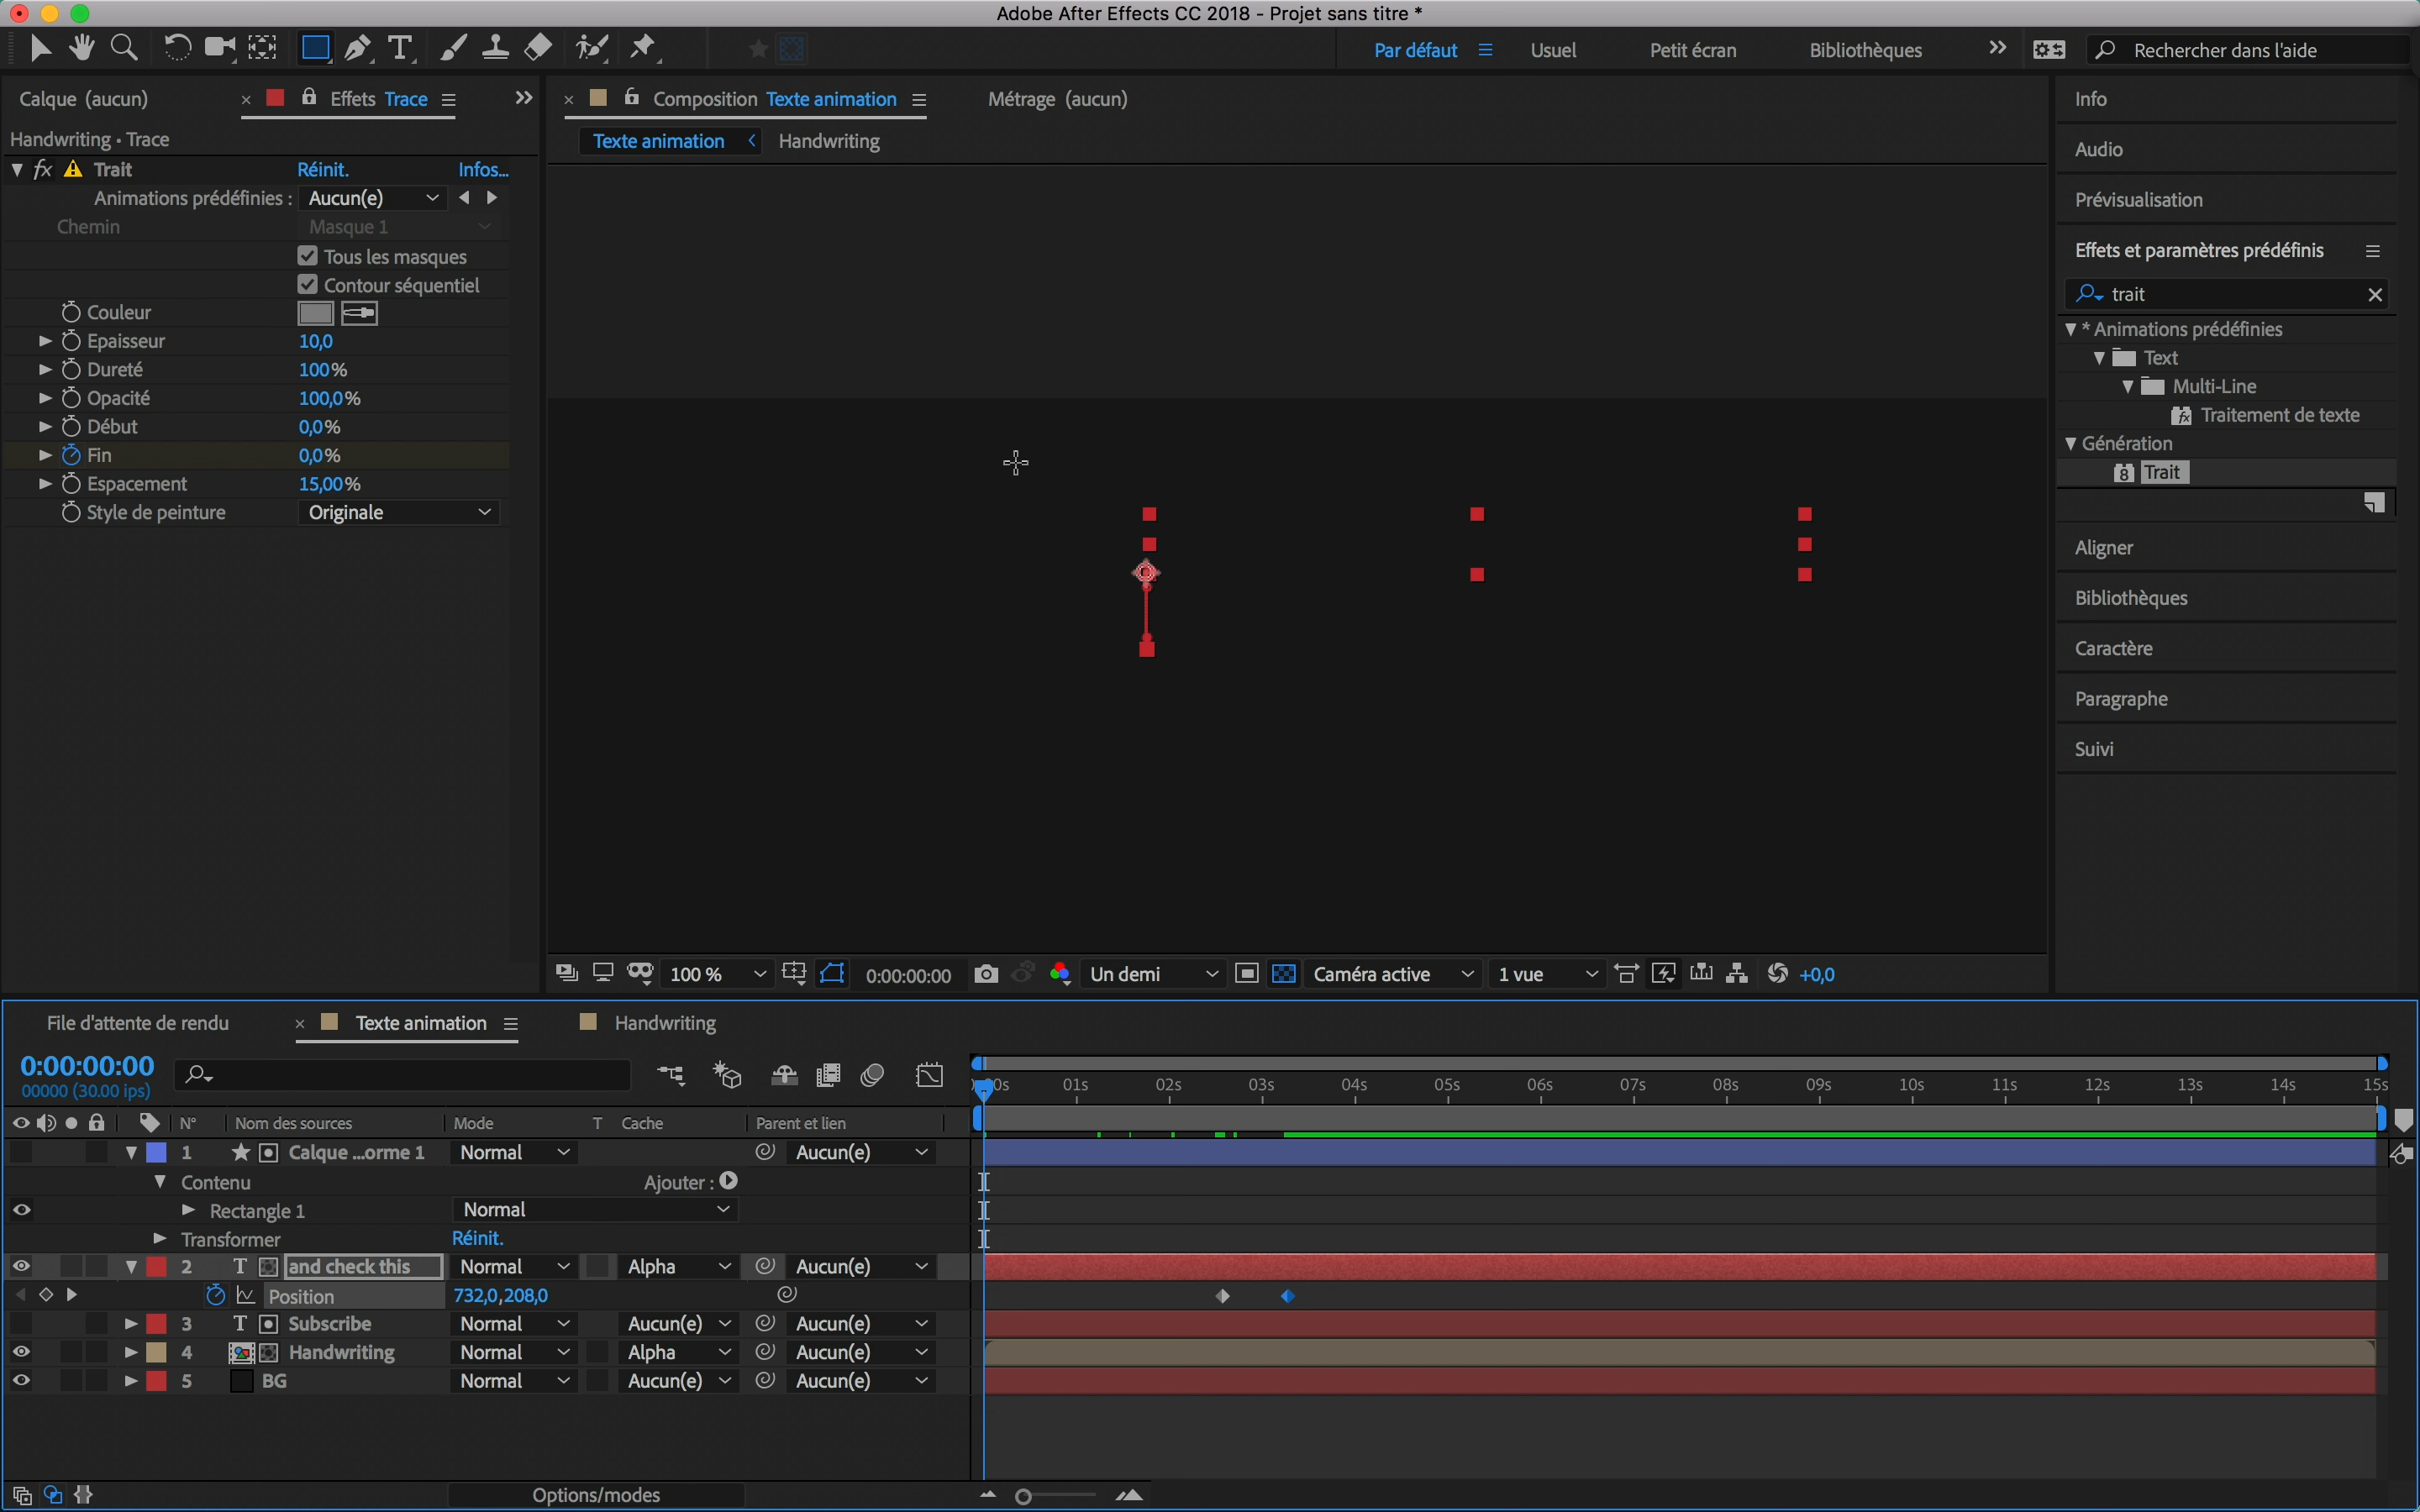 Adobe After Effects CC 2018 - Projet sans titre *
Par défaut Usuel Petit écran Bibliothèques Rechercher dans l'aide
Calque (aucun) Effets Trace
Handwriting • Trace
fx Trait Réinit. Infos...
Animations prédéfinies : Aucun(e)
Chemin Masque 1
Tous les masques
Contour séquentiel
Couleur
Epaisseur 10,0
Dureté 100%
Opacité 100,0%
Début 0,0%
Fin 0,0%
Espacement 15,00%
Style de peinture Originale
Composition Texte animation Métrage (aucun)
Texte animation Handwriting
100 % 0:00:00:00 Un demi Caméra active 1 vue +0,0
Info
Audio
Prévisualisation
Effets et paramètres prédéfinis
trait
* Animations prédéfinies
Text
Multi-Line
Traitement de texte
Génération
Trait
Aligner
Bibliothèques
Caractère
Paragraphe
Suivi
File d'attente de rendu Texte animation Handwriting
0:00:00:00
00000 (30.00 ips)
0s 01s 02s 03s 04s 05s 06s 07s 08s 09s 10s 11s 12s 13s 14s 15s
N° Nom des sources Mode T Cache Parent et lien
1 Calque ...orme 1 Normal Aucun(e)
Contenu Ajouter :
Rectangle 1 Normal
Transformer Réinit.
2 T and check this Normal Alpha Aucun(e)
Position 732,0,208,0
3 T Subscribe Normal Aucun(e) Aucun(e)
4 Handwriting Normal Alpha Aucun(e)
5 BG Normal Aucun(e) Aucun(e)
Options/modes